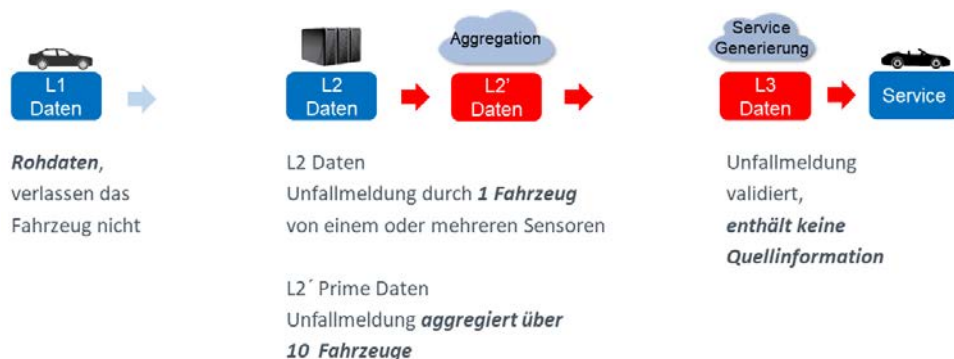 Aggregation
Service
Generierung
L1
Daten
L2
Daten
L2'
Daten
L3
Daten
Service
Rohdaten,
verlassen das
Fahrzeug nicht
L2 Daten
Unfallmeldung durch 1 Fahrzeug
von einem oder mehreren Sensoren
L2´ Prime Daten
Unfallmeldung aggregiert über
10 Fahrzeuge
Unfallmeldung
validiert,
enthält keine
Quellinformation